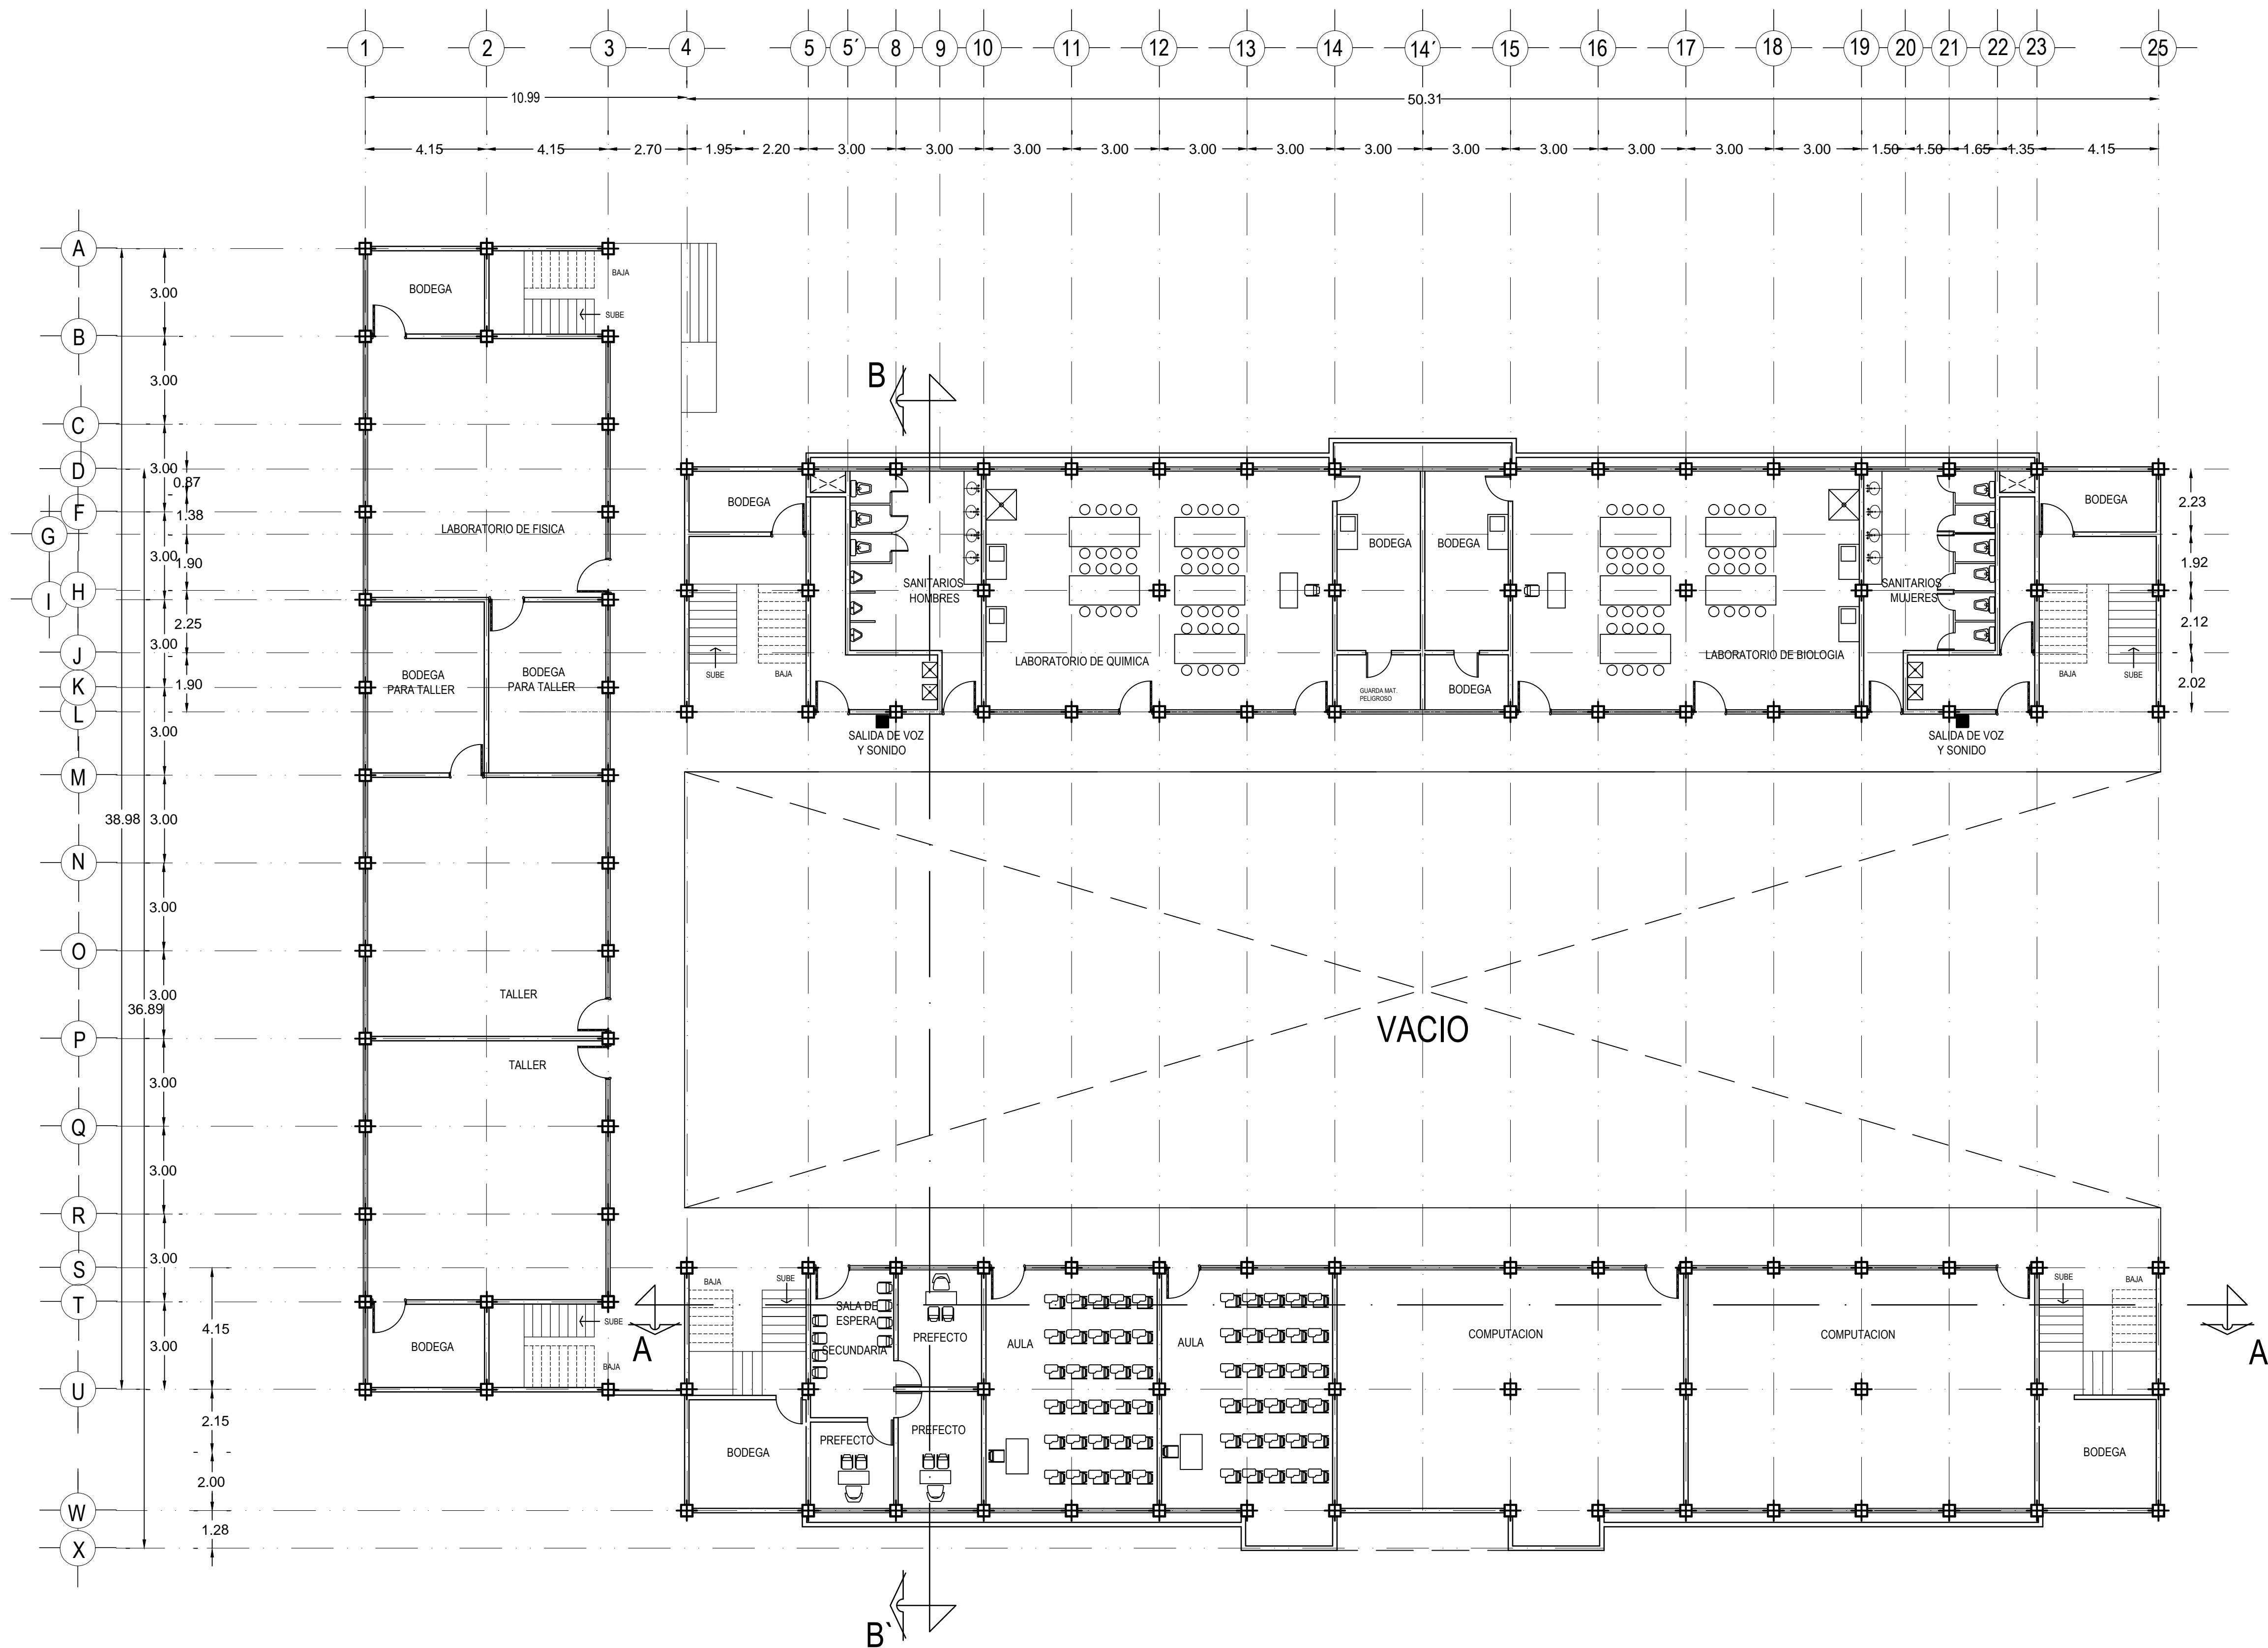 1 2 3 4 5 5´ 8 9 10 11 12 13 14 14´ 15 16 17 18 19 20 21 22 23 25
10.99 50.31
4.15 4.15 2.70 1.95 2.20 3.00 3.00 3.00 3.00 3.00 3.00 3.00 3.00 3.00 3.00 3.00 3.00 1.50 1.50 1.65 1.35 4.15
A
B
C
D
F
G
H
I
J
K
L
M
N
O
P
Q
R
S
T
U
W
X
3.00
3.00
3.00
0.87
1.38
3.00
1.90
2.25
3.00
1.90
3.00
38.98
3.00
3.00
3.00
36.89
3.00
3.00
3.00
4.15
3.00
2.15
2.00
1.28
BODEGA
BAJA
SUBE
LABORATORIO DE FISICA
BODEGA
PARA TALLER
BODEGA
PARA TALLER
TALLER
TALLER
BODEGA
SUBE
BAJA
B
BODEGA
SUBE
BAJA
SANITARIOS
HOMBRES
SALIDA DE VOZ
Y SONIDO
LABORATORIO DE QUIMICA
BODEGA
BODEGA
GUARDA MAT.
PELIGROSO
BODEGA
LABORATORIO DE BIOLOGIA
SANITARIOS
MUJERES
SALIDA DE VOZ
Y SONIDO
BODEGA
BAJA
SUBE
2.23
1.92
2.12
2.02
VACIO
A
BAJA
SUBE
SALA DE
ESPERA
SECUNDARIA
PREFECTO
BODEGA
PREFECTO
PREFECTO
AULA
AULA
COMPUTACION
COMPUTACION
SUBE
BAJA
BODEGA
A
B`